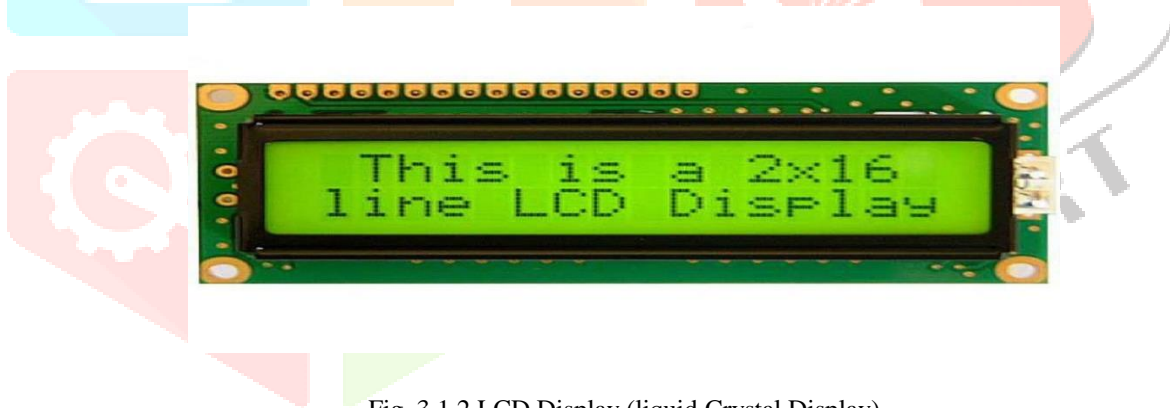 This is a 2x16
line LCD Display
Fig. 3.1.2 LCD Display (liquid Crystal Display)